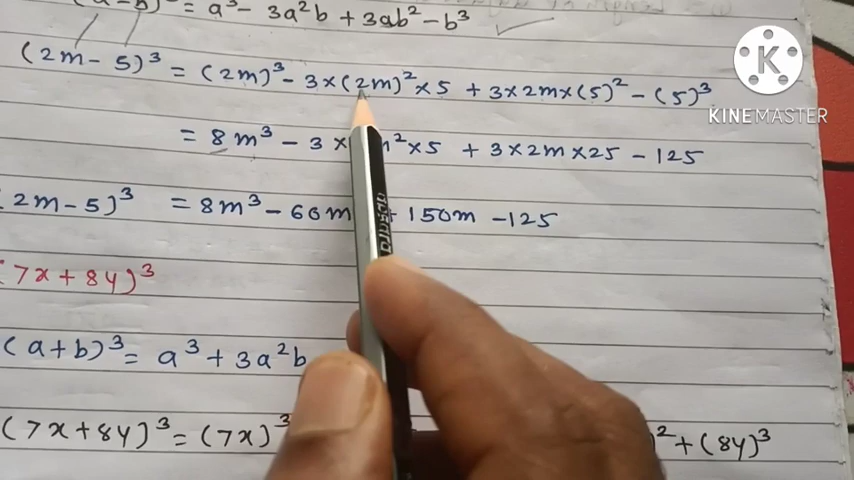 (a-b)³ = a³ - 3a²b + 3ab² - b³
(2m - 5)³ = (2m)³ - 3×(2m)²×5 + 3×2m×(5)² - (5)³
= 8m³ - 3× m²×5 + 3×2m×25 - 125
(2m-5)³ = 8m³ - 60m + 150m - 125
(7x + 8y)³
(a+b)³ = a³ + 3a²b
(7x + 8y)³ = (7x)³ )² + (8y)³
KINEMASTER
apsara